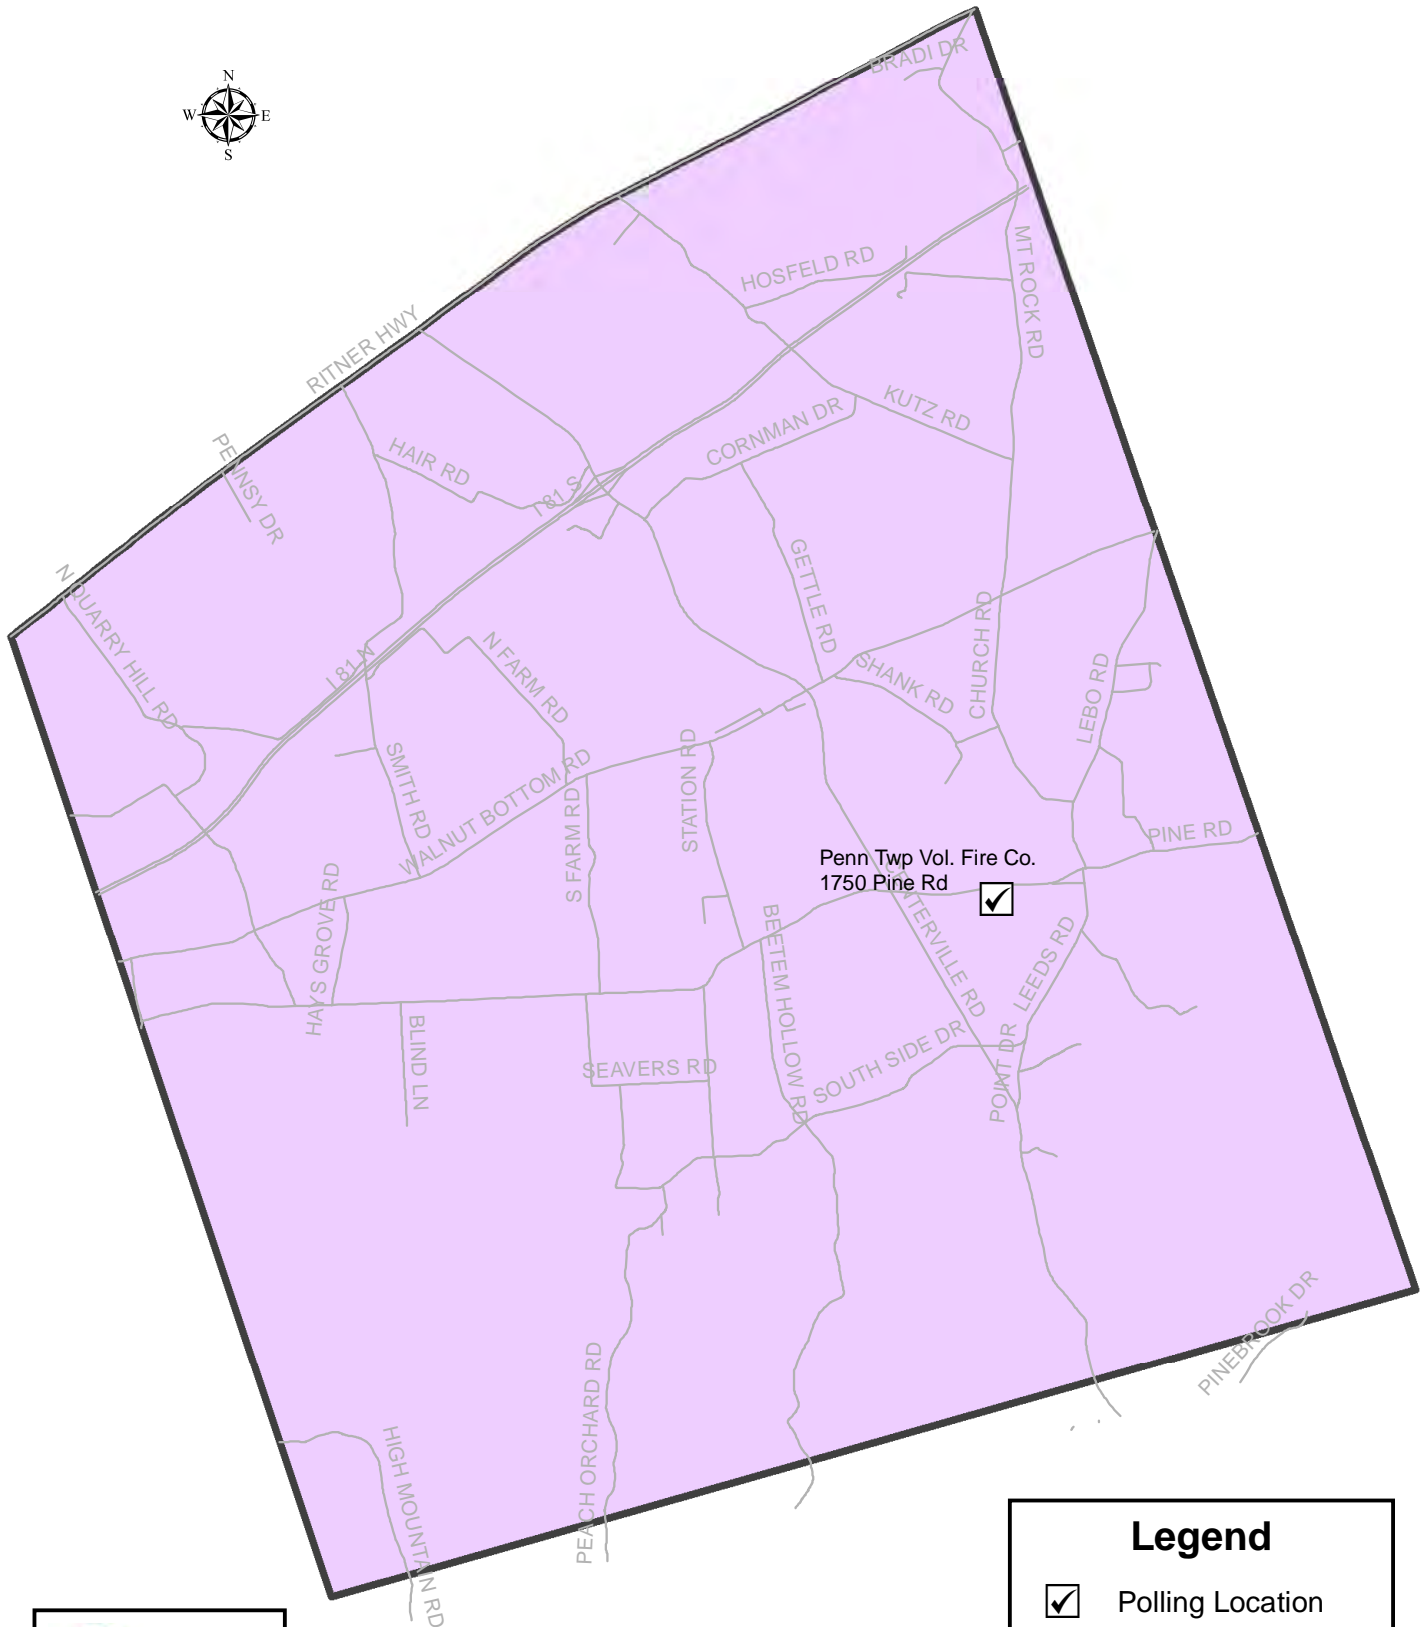 BRADI DR
N
W E
S
MT ROCK RD
HOSFELD RD
RITNER HWY
KUTZ RD
CORNMAN DR
PENNSY DR
HAIR RD
I 81 S
GETTLE RD
N QUARRY HILL RD
CHURCH RD
N FARM RD
I 81 N
SHANK RD
LEBO RD
SMITH RD
STATION RD
WALNUT BOTTOM RD
S FARM RD
PINE RD
Penn Twp Vol. Fire Co.
1750 Pine Rd
HAYS GROVE RD
CENTERVILLE RD
BEETEM HOLLOW RD
LEEDS RD
BLIND LN
SEAVERS RD
SOUTH SIDE DR
POINT DR
PINEBROOK DR
PEACH ORCHARD RD
HIGH MOUNTAIN RD
Legend
Polling Location